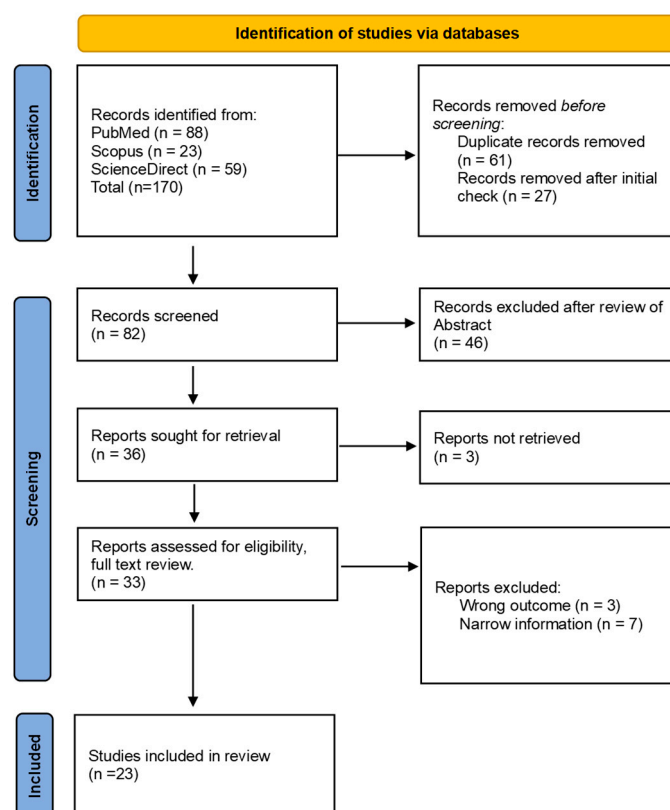 Identification of studies via databases
Identification
Records identified from:
PubMed (n = 88)
Scopus (n = 23)
ScienceDirect (n = 59)
Total (n=170)
Records removed before
screening:
Duplicate records removed
(n = 61)
Records removed after initial
check (n = 27)
Screening
Records screened
(n = 82)
Records excluded after review of
Abstract
(n = 46)
Reports sought for retrieval
(n = 36)
Reports not retrieved
(n = 3)
Reports assessed for eligibility,
full text review.
(n = 33)
Reports excluded:
Wrong outcome (n = 3)
Narrow information (n = 7)
Included
Studies included in review
(n =23)